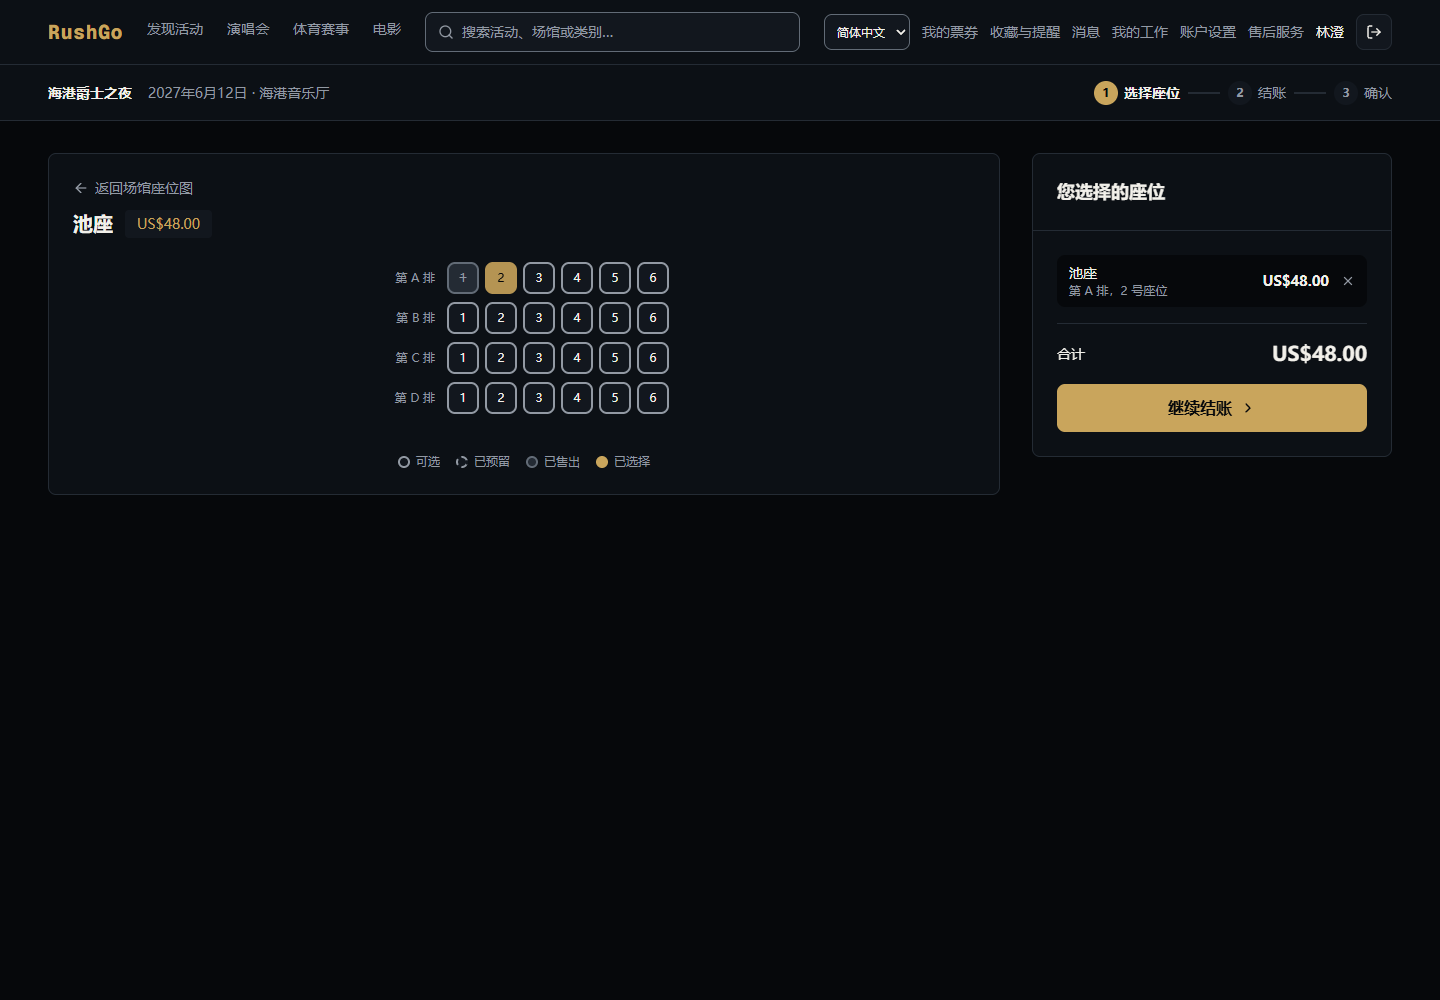 RushGo 发现活动 演唱会 体育赛事 电影 搜索活动、场馆或类别... 简体中文 我的票券 收藏与提醒 消息 我的工作 账户设置 售后服务 林澄
海港爵士之夜 2027年6月12日 · 海港音乐厅 1 选择座位 2 结账 3 确认
返回场馆座位图
池座 US$48.00
第 A 排 1 2 3 4 5 6
第 B 排 1 2 3 4 5 6
第 C 排 1 2 3 4 5 6
第 D 排 1 2 3 4 5 6
可选 已预留 已售出 已选择
您选择的座位
池座
第 A 排，2 号座位
US$48.00
合计 US$48.00
继续结账